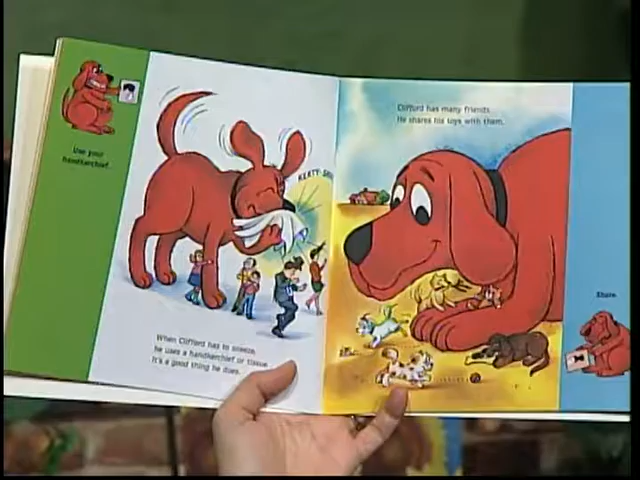 Use your
handkerchief.
KERTY-
When Clifford has to sneeze,
he uses a handkerchief or tissue.
It's a good thing he does.
Clifford has many friends.
He shares his toys with them.
Share.